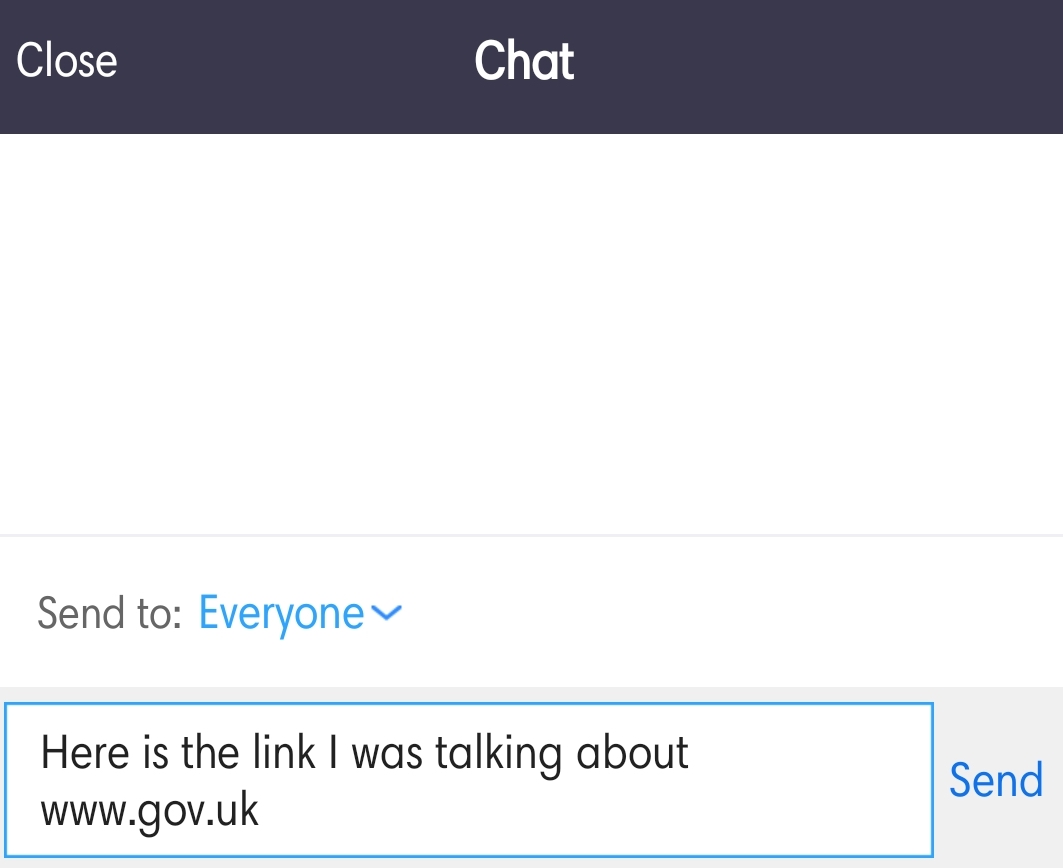 Close Chat
Send to: Everyone
Here is the link I was talking about
www.gov.uk
Send